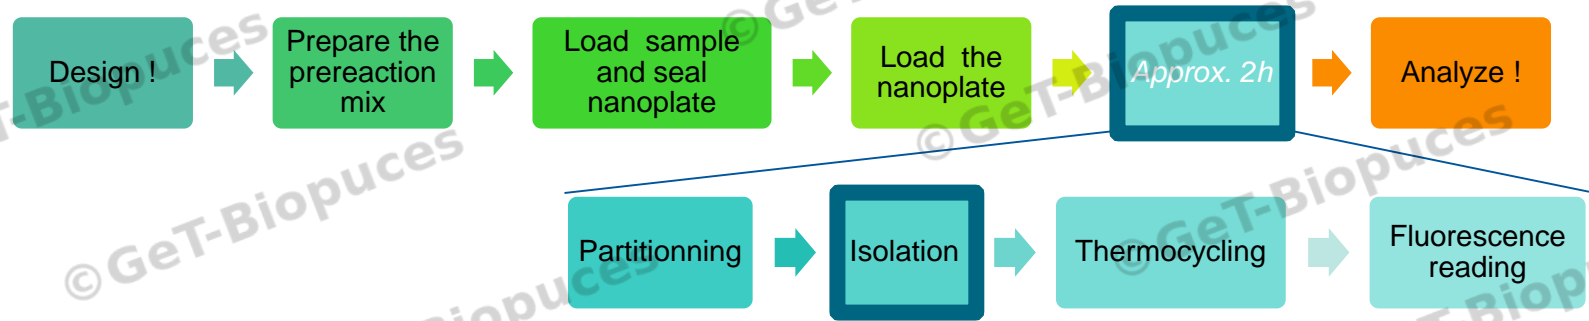 Design !
Prepare the
prereaction
mix
Load sample
and seal
nanoplate
Load the
nanoplate
Approx. 2h
Analyze !
Partitionning
Isolation
Thermocycling
Fluorescence
reading
© GeT-Biopuces
© GeT-Biopuces
© GeT-Biopuces